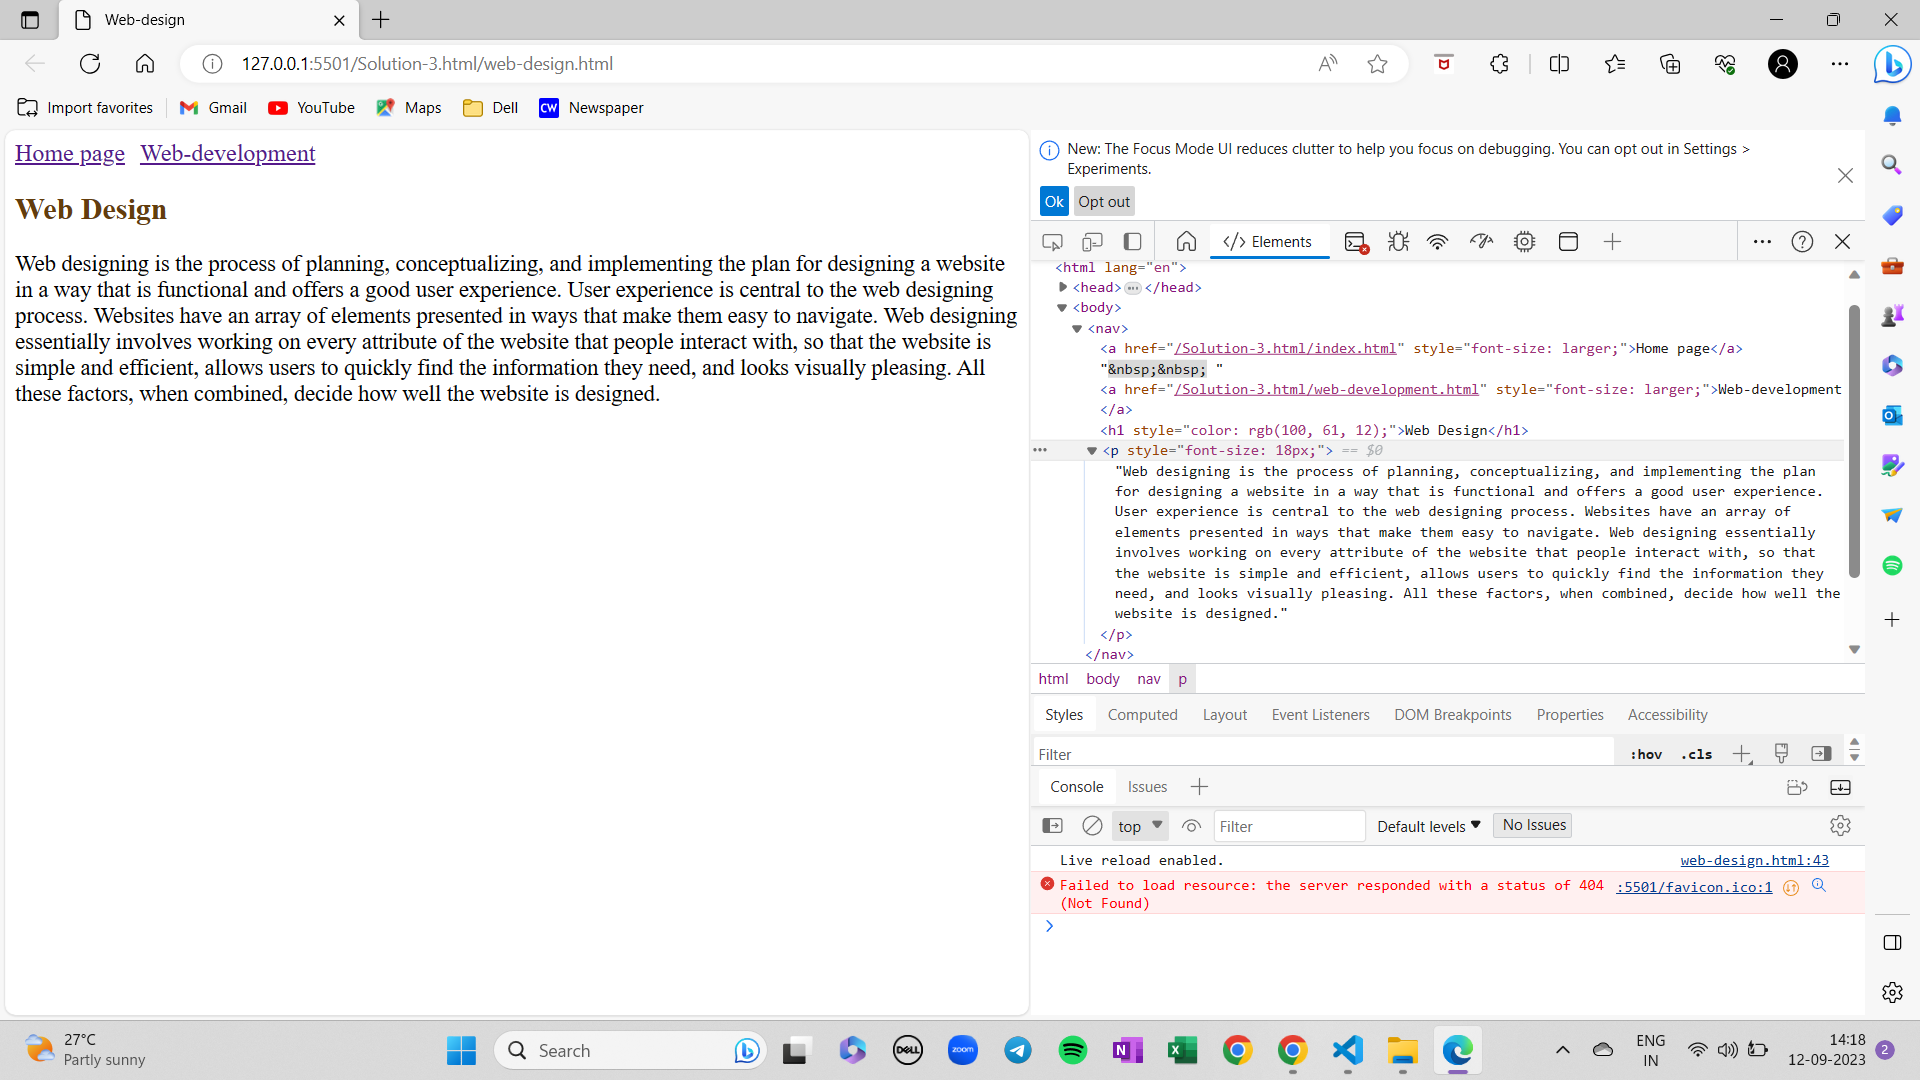 Web-design
127.0.0.1:5501/Solution-3.html/web-design.html
Import favorites Gmail YouTube Maps Dell CW Newspaper
Home page Web-development
Web Design
Web designing is the process of planning, conceptualizing, and implementing the plan for designing a website
in a way that is functional and offers a good user experience. User experience is central to the web designing
process. Websites have an array of elements presented in ways that make them easy to navigate. Web designing
essentially involves working on every attribute of the website that people interact with, so that the website is
simple and efficient, allows users to quickly find the information they need, and looks visually pleasing. All
these factors, when combined, decide how well the website is designed.
New: The Focus Mode UI reduces clutter to help you focus on debugging. You can opt out in Settings >
Experiments.
Ok Opt out
</> Elements
<html lang="en">
<head>…</head>
<body>
<nav>
<a href="/Solution-3.html/index.html" style="font-size: larger;">Home page</a>
"&nbsp;&nbsp; "
<a href="/Solution-3.html/web-development.html" style="font-size: larger;">Web-development
</a>
<h1 style="color: rgb(100, 61, 12);">Web Design</h1>
… <p style="font-size: 18px;"> == $0
"Web designing is the process of planning, conceptualizing, and implementing the plan
for designing a website in a way that is functional and offers a good user experience.
User experience is central to the web designing process. Websites have an array of
elements presented in ways that make them easy to navigate. Web designing essentially
involves working on every attribute of the website that people interact with, so that
the website is simple and efficient, allows users to quickly find the information they
need, and looks visually pleasing. All these factors, when combined, decide how well the
website is designed."
</p>
</nav>
html body nav p
Styles Computed Layout Event Listeners DOM Breakpoints Properties Accessibility
Filter :hov .cls
Console Issues
top Filter Default levels No Issues
Live reload enabled. web-design.html:43
Failed to load resource: the server responded with a status of 404 :5501/favicon.ico:1
(Not Found)
27°C
Partly sunny
Search
DELL
zoom
ENG
IN
14:18
12-09-2023
2